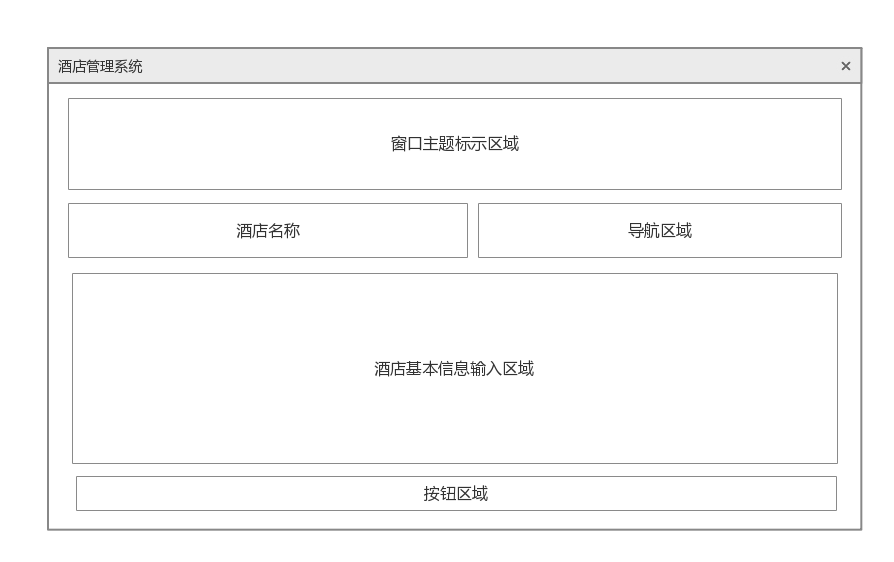 酒店管理系统
窗口主题标示区域
酒店名称
导航区域
酒店基本信息输入区域
按钮区域